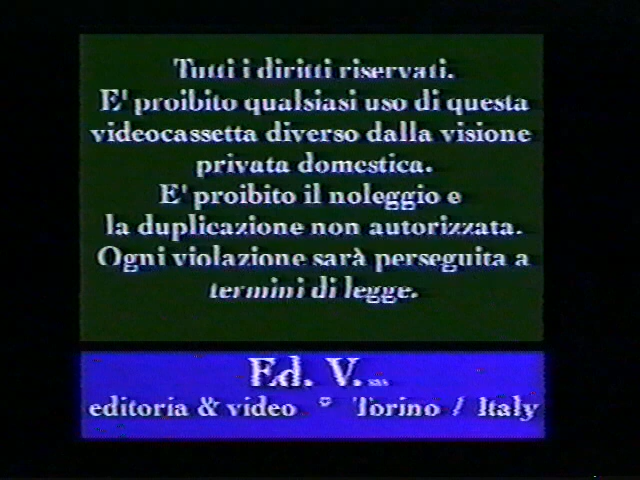 Tutti i diritti riservati.
E' proibito qualsiasi uso di questa
videocassetta diverso dalla visione
privata domestica.
E' proibito il noleggio e
la duplicazione non autorizzata.
Ogni violazione sarà perseguita a
termini di legge.
Ed. V. sas
editoria & video ° Torino / Italy